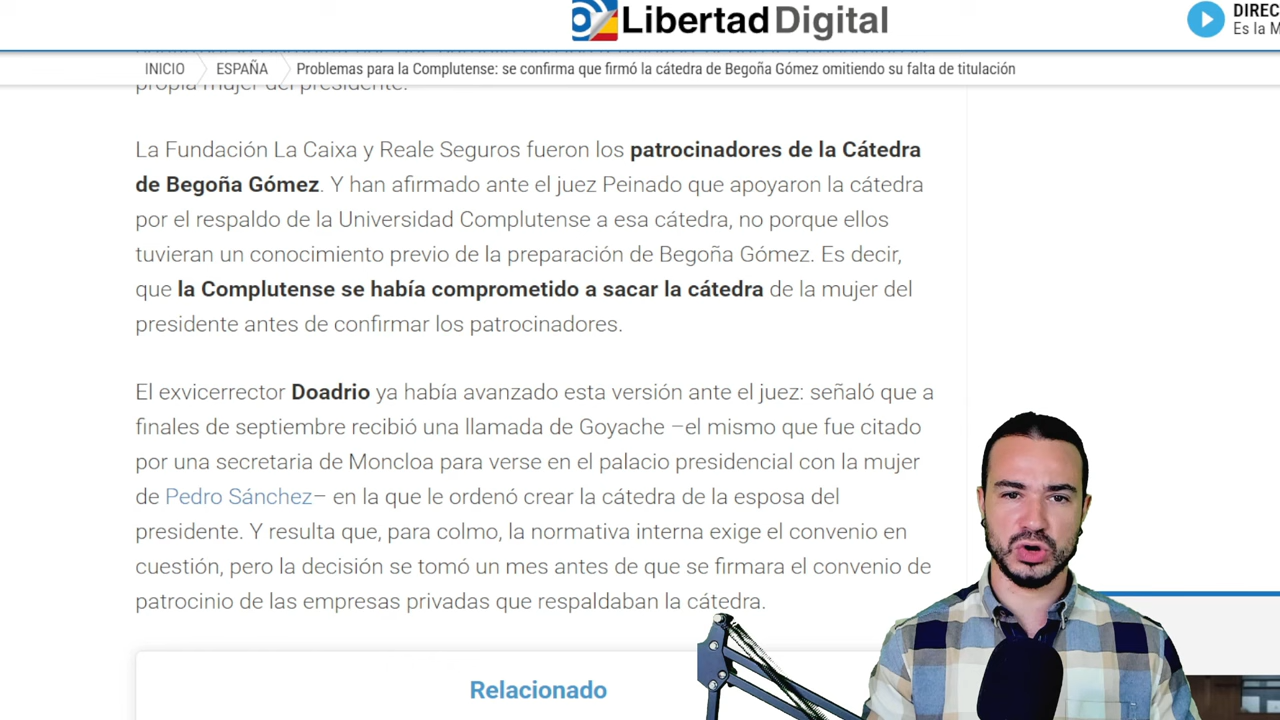 Libertad Digital
DIREC
Es la M
INICIO
ESPAÑA
Problemas para la Complutense: se confirma que firmó la cátedra de Begoña Gómez omitiendo su falta de titulación
propia mujer del presidente.
La Fundación La Caixa y Reale Seguros fueron los patrocinadores de la Cátedra
de Begoña Gómez. Y han afirmado ante el juez Peinado que apoyaron la cátedra
por el respaldo de la Universidad Complutense a esa cátedra, no porque ellos
tuvieran un conocimiento previo de la preparación de Begoña Gómez. Es decir,
que la Complutense se había comprometido a sacar la cátedra de la mujer del
presidente antes de confirmar los patrocinadores.
El exvicerrector Doadrio ya había avanzado esta versión ante el juez: señaló que a
finales de septiembre recibió una llamada de Goyache –el mismo que fue citado
por una secretaria de Moncloa para verse en el palacio presidencial con la mujer
de Pedro Sánchez– en la que le ordenó crear la cátedra de la esposa del
presidente. Y resulta que, para colmo, la normativa interna exige el convenio en
cuestión, pero la decisión se tomó un mes antes de que se firmara el convenio de
patrocinio de las empresas privadas que respaldaban la cátedra.
Relacionado